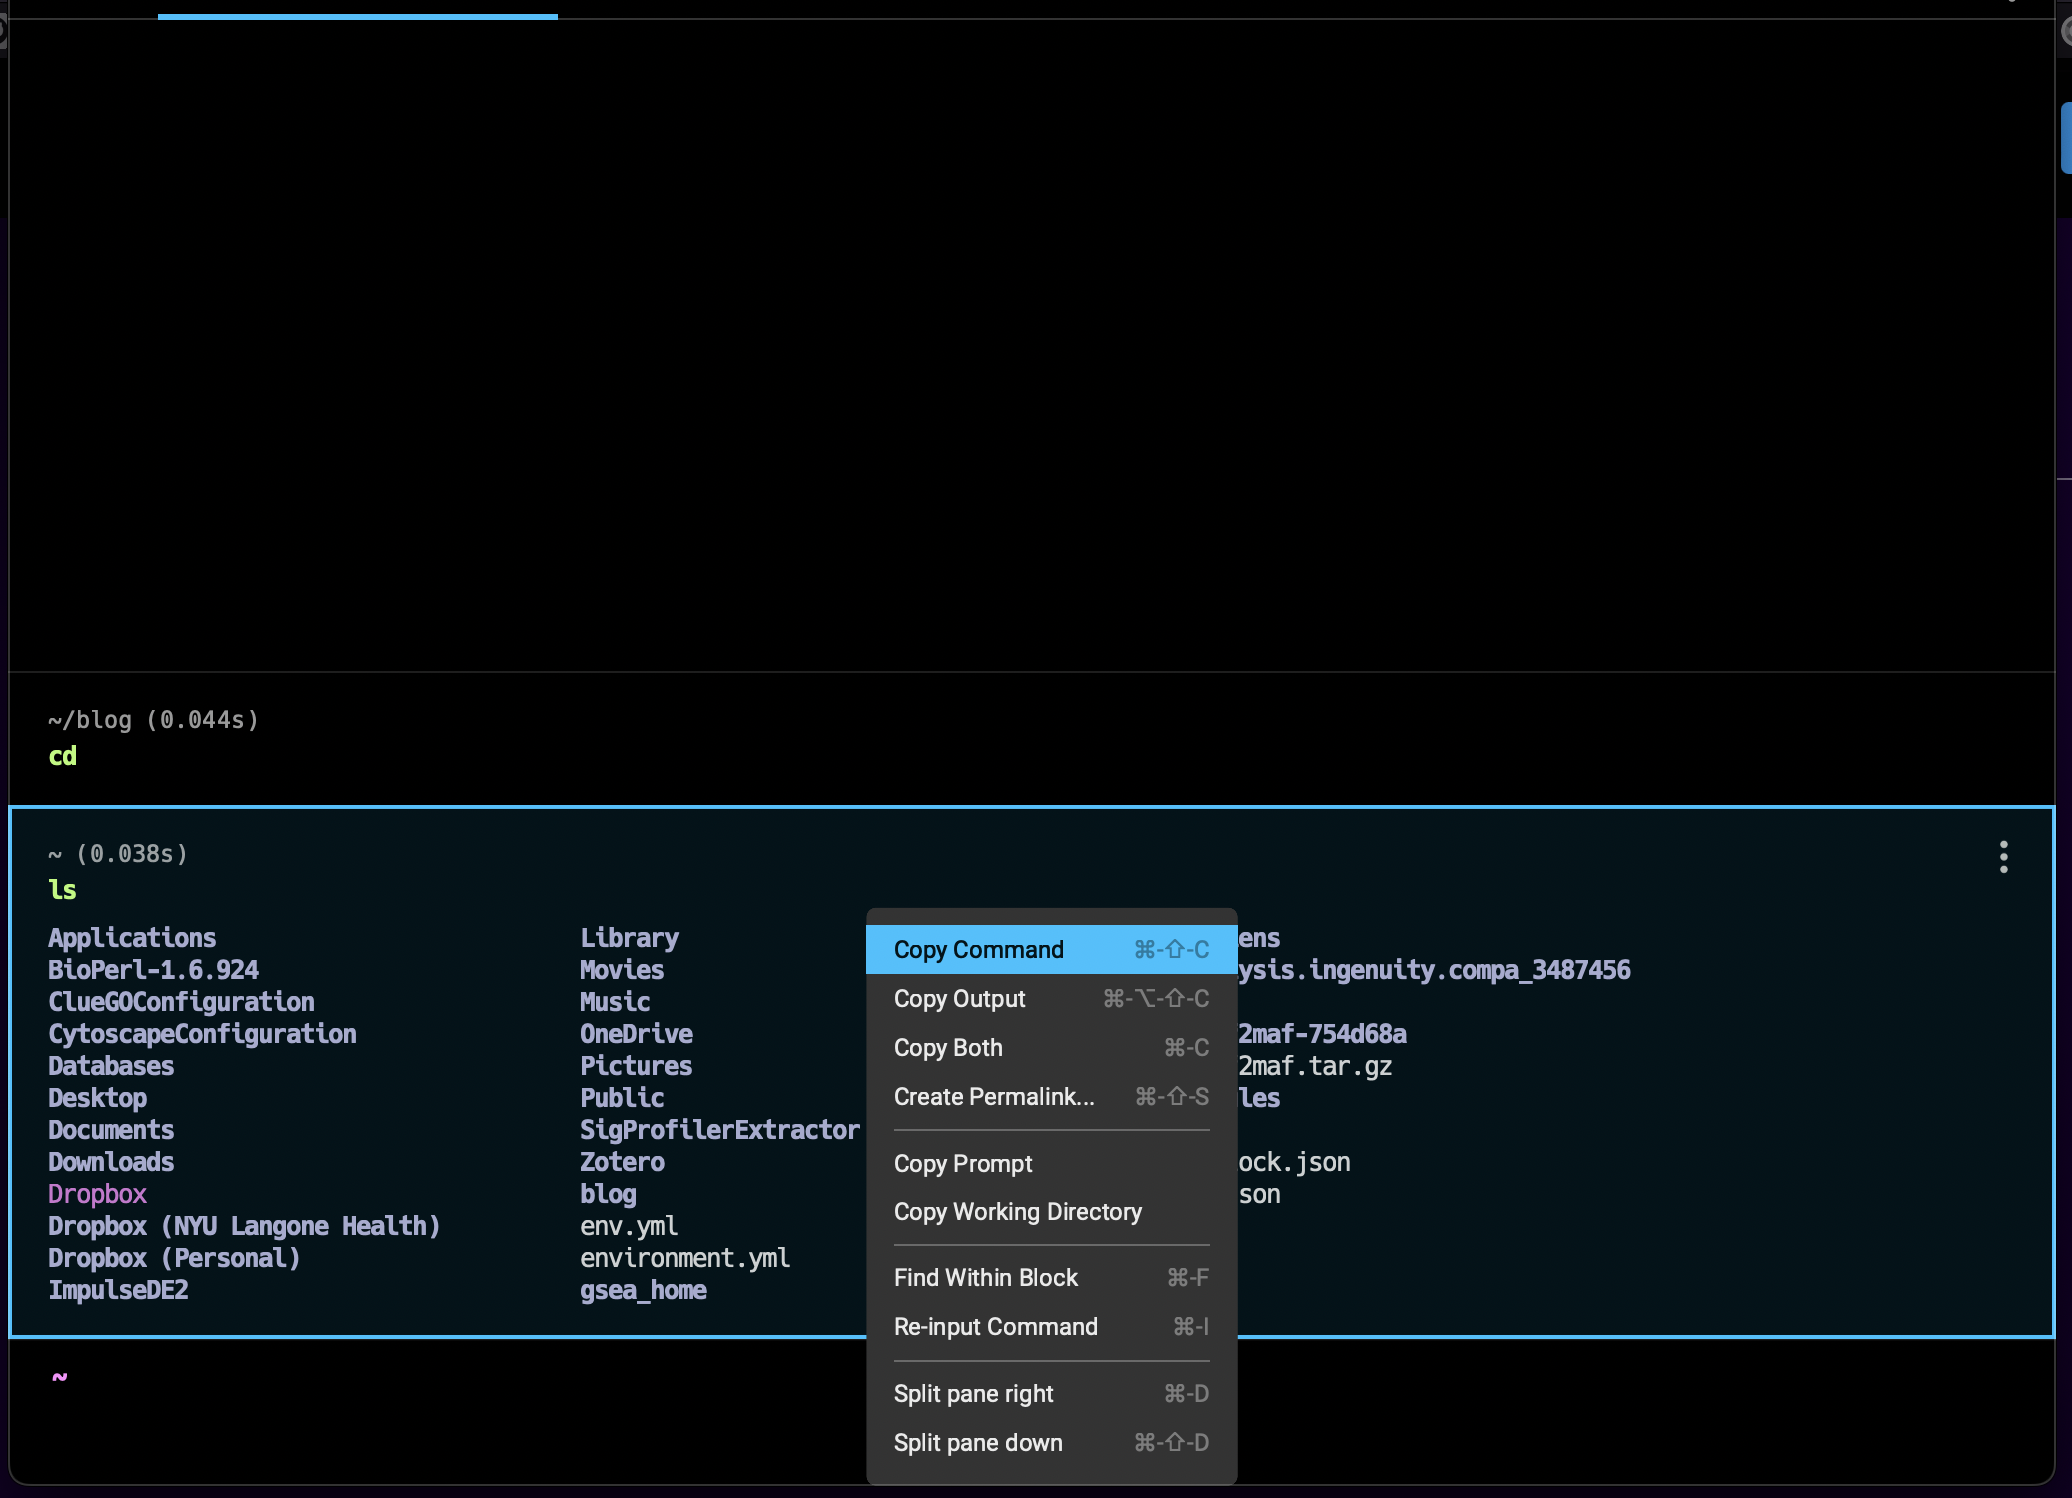 ~/blog (0.044s)
cd
~ (0.038s)
ls
Applications Library ens
BioPerl-1.6.924 Movies ysis.ingenuity.compa_3487456
ClueGOConfiguration Music
CytoscapeConfiguration OneDrive 2maf-754d68a
Databases Pictures 2maf.tar.gz
Desktop Public les
Documents SigProfilerExtractor
Downloads Zotero ock.json
Dropbox blog son
Dropbox (NYU Langone Health) env.yml
Dropbox (Personal) environment.yml
ImpulseDE2 gsea_home
~
Copy Command ⌘-⇧-C
Copy Output ⌘-⌥-⇧-C
Copy Both ⌘-C
Create Permalink... ⌘-⇧-S
Copy Prompt
Copy Working Directory
Find Within Block ⌘-F
Re-input Command ⌘-I
Split pane right ⌘-D
Split pane down ⌘-⇧-D